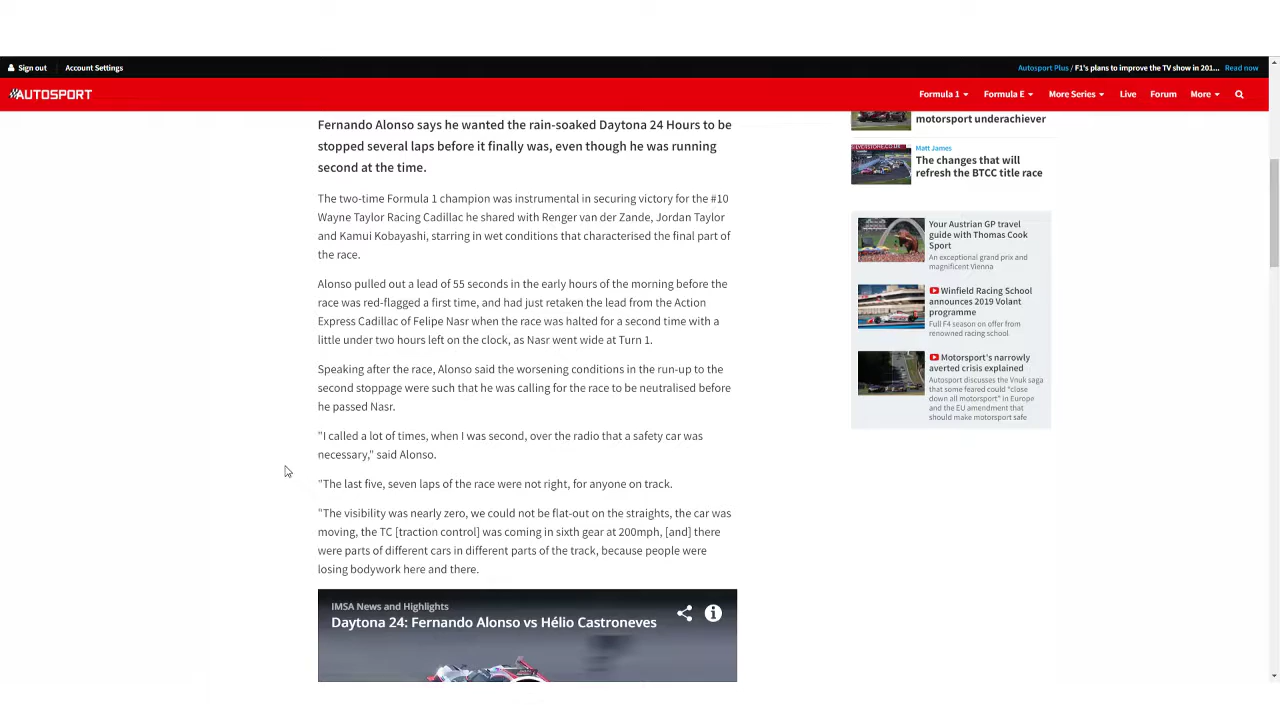 Sign out
Account Settings
Autosport Plus / F1's plans to improve the TV show in 201... Read now
AUTOSPORT
Formula 1
Formula E
More Series
Live
Forum
More
Fernando Alonso says he wanted the rain-soaked Daytona 24 Hours to be
stopped several laps before it finally was, even though he was running
second at the time.
The two-time Formula 1 champion was instrumental in securing victory for the #10
Wayne Taylor Racing Cadillac he shared with Renger van der Zande, Jordan Taylor
and Kamui Kobayashi, starring in wet conditions that characterised the final part of
the race.
Alonso pulled out a lead of 55 seconds in the early hours of the morning before the
race was red-flagged a first time, and had just retaken the lead from the Action
Express Cadillac of Felipe Nasr when the race was halted for a second time with a
little under two hours left on the clock, as Nasr went wide at Turn 1.
Speaking after the race, Alonso said the worsening conditions in the run-up to the
second stoppage were such that he was calling for the race to be neutralised before
he passed Nasr.
"I called a lot of times, when I was second, over the radio that a safety car was
necessary," said Alonso.
"The last five, seven laps of the race were not right, for anyone on track.
"The visibility was nearly zero, we could not be flat-out on the straights, the car was
moving, the TC [traction control] was coming in sixth gear at 200mph, [and] there
were parts of different cars in different parts of the track, because people were
losing bodywork here and there.
IMSA News and Highlights
Daytona 24: Fernando Alonso vs Hélio Castroneves
motorsport underachiever
Matt James
The changes that will
refresh the BTCC title race
Your Austrian GP travel
guide with Thomas Cook
Sport
An exceptional grand prix and
magnificent Vienna
Winfield Racing School
announces 2019 Volant
programme
Full F4 season on offer from
renowned racing school
Motorsport's narrowly
averted crisis explained
Autosport discusses the Vnuk saga
that some feared could "close
down all motorsport" in Europe
and the EU amendment that
should make motorsport safe